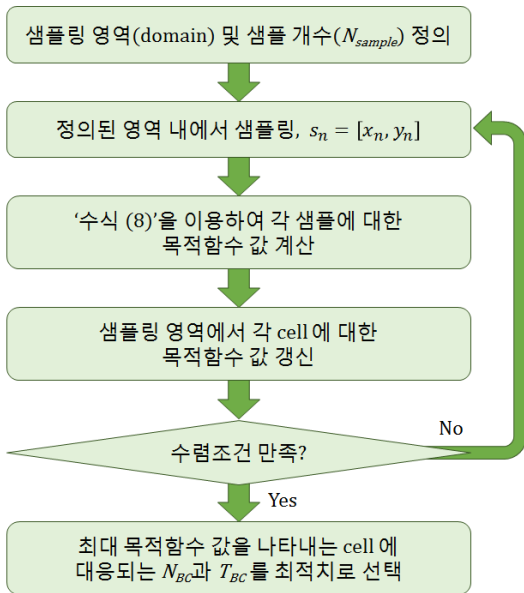 샘플링 영역(domain) 및 샘플 개수(N_sample) 정의
정의된 영역 내에서 샘플링, s_n = [x_n, y_n]
‘수식 (8)’을 이용하여 각 샘플에 대한
목적함수 값 계산
샘플링 영역에서 각 cell에 대한
목적함수 값 갱신
수렴조건 만족?
No
Yes
최대 목적함수 값을 나타내는 cell에
대응되는 N_BC과 T_BC를 최적치로 선택